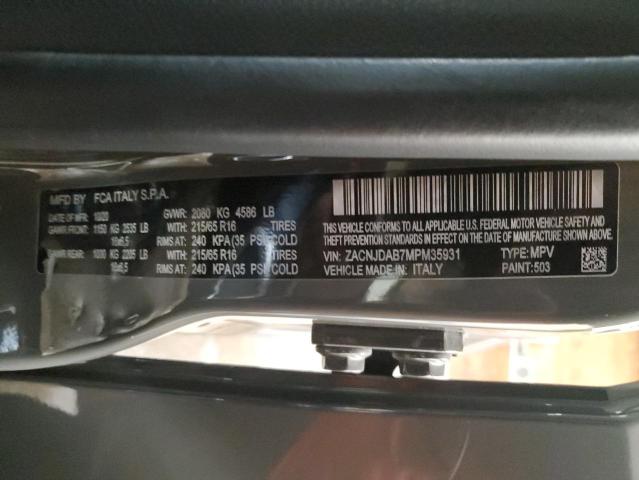 MFD BY FCA ITALY S.P.A.
DATE OF MFR. 10/20 GVWR: 2080 KG 4586 LB
GAWR FRONT: 1150 KG 2535 LB WITH: 215/65 R16 TIRES
16x6.5 RIMS AT: 240 KPA(35 PSI) COLD
GAWR REAR: 1000 KG 2205 LB WITH: 215/65 R16 TIRES
16x6.5 RIMS AT: 240 KPA(35 PSI) COLD
THIS VEHICLE CONFORMS TO ALL APPLICABLE U.S. FEDERAL MOTOR VEHICLE SAFETY AND
THEFT PREVENTION STANDARDS IN EFFECT ON THE DATE OF MANUFACTURE SHOWN ABOVE.
VIN: ZACNJDAB7MPM35931 TYPE: MPV
VEHICLE MADE IN: ITALY PAINT: 503